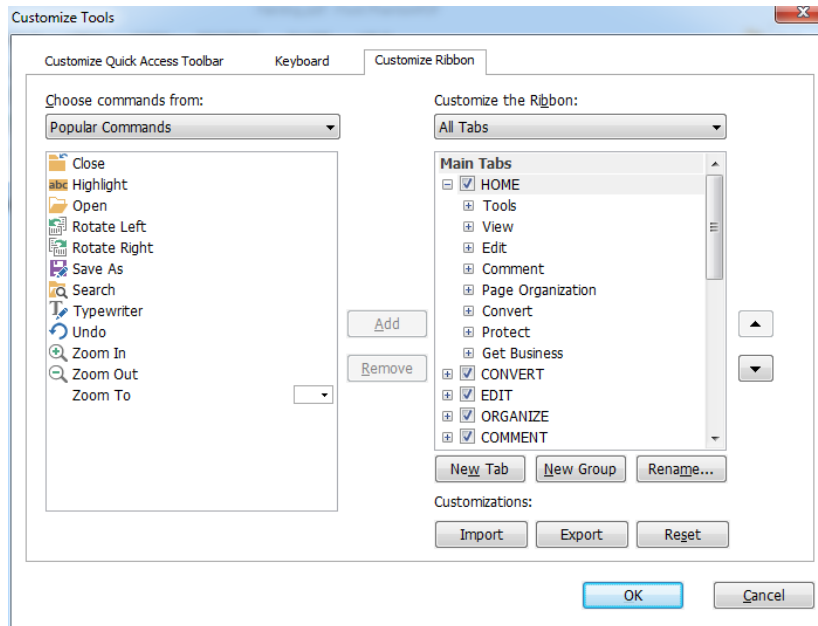 Customize Tools
Customize Quick Access Toolbar
Keyboard
Customize Ribbon
Choose commands from:
Popular Commands
Close
abc Highlight
Open
Rotate Left
Rotate Right
Save As
Search
Typewriter
Undo
Zoom In
Zoom Out
Zoom To
Add
Remove
Customize the Ribbon:
All Tabs
Main Tabs
HOME
Tools
View
Edit
Comment
Page Organization
Convert
Protect
Get Business
CONVERT
EDIT
ORGANIZE
COMMENT
New Tab
New Group
Rename...
Customizations:
Import
Export
Reset
OK
Cancel